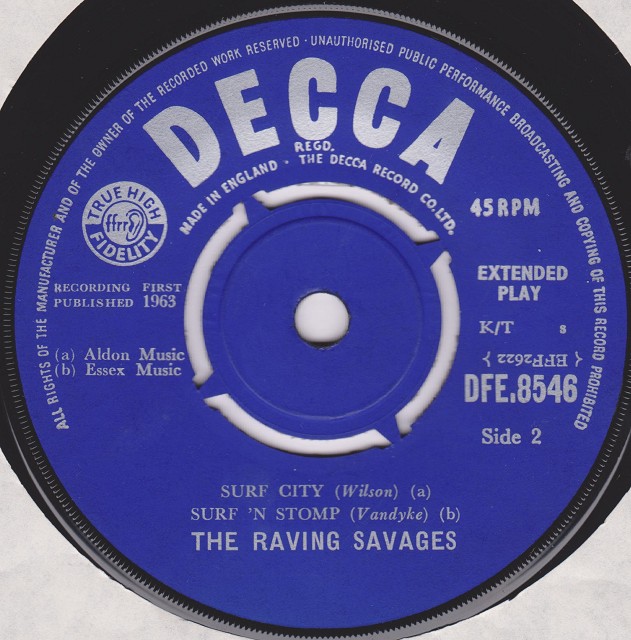 ALL RIGHTS OF THE MANUFACTURER AND OF THE OWNER OF THE RECORDED WORK RESERVED · UNAUTHORISED PUBLIC PERFORMANCE BROADCASTING AND COPYING OF THIS RECORD PROHIBITED
DECCA
REGD.
MADE IN ENGLAND · THE DECCA RECORD CO. LTD.
TRUE HIGH
ffrr
FIDELITY
45 RPM
RECORDING FIRST
PUBLISHED 1963
EXTENDED
PLAY
K/T s
(a) Aldon Music
(b) Essex Music
{ EFF2622 }
DFE.8546
Side 2
SURF CITY (Wilson) (a)
SURF 'N STOMP (Vandyke) (b)
THE RAVING SAVAGES